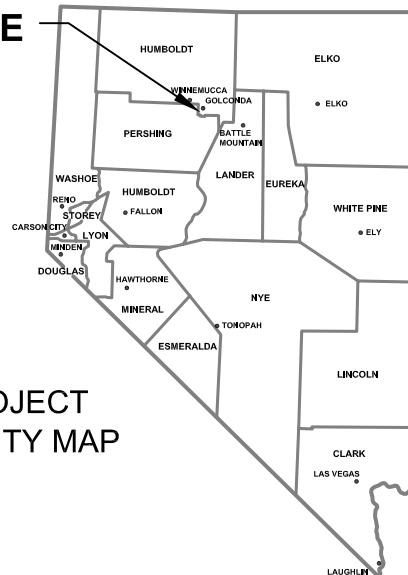 E
HUMBOLDT
ELKO
WINNEMUCCA
GOLCONDA
ELKO
PERSHING
BATTLE
MOUNTAIN
WASHOE
LANDER
EUREKA
HUMBOLDT
RENO
STOREY
FALLON
WHITE PINE
CARSON CITY
LYON
ELY
MINDEN
DOUGLAS
HAWTHORNE
NYE
MINERAL
TONOPAH
ESMERALDA
LINCOLN
OJECT
TY MAP
CLARK
LAS VEGAS
LAUGHLIN